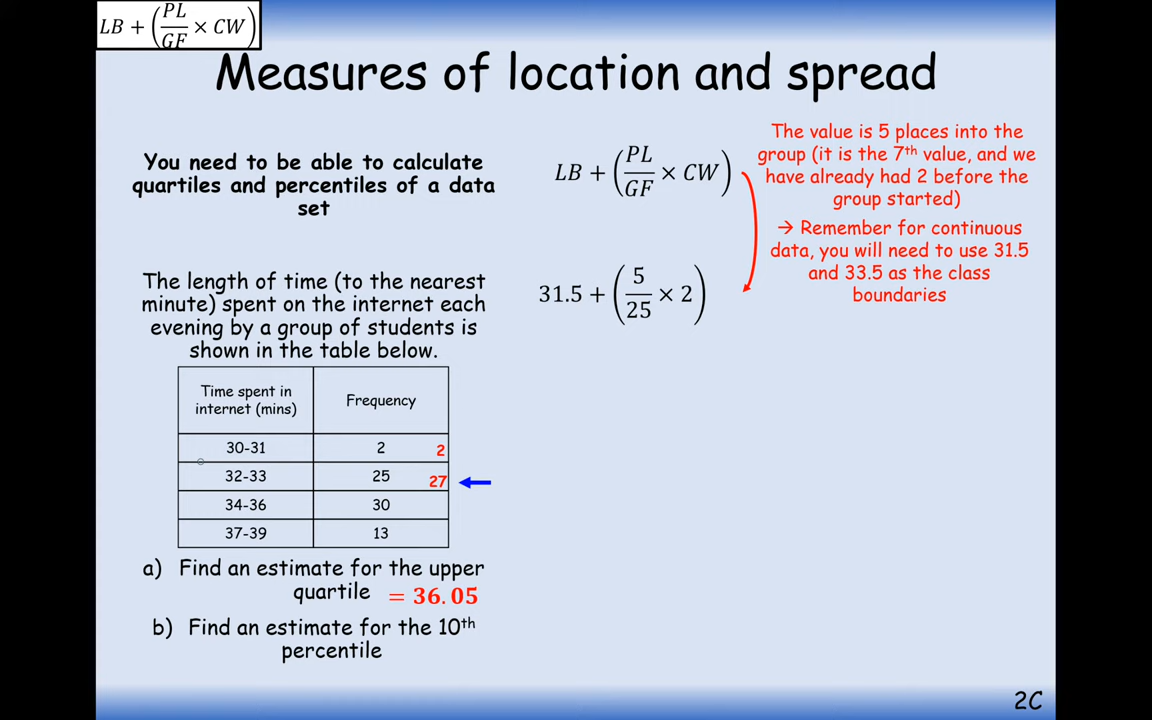 LB + (PL/GF × CW)
Measures of location and spread
You need to be able to calculate
quartiles and percentiles of a data
set
The length of time (to the nearest
minute) spent on the internet each
evening by a group of students is
shown in the table below.
Time spent in
internet (mins)
Frequency
30-31 2 2
32-33 25 27
34-36 30
37-39 13
a) Find an estimate for the upper
quartile = 36.05
b) Find an estimate for the 10th
percentile
LB + (PL/GF × CW)
31.5 + (5/25 × 2)
The value is 5 places into the
group (it is the 7th value, and we
have already had 2 before the
group started)
→ Remember for continuous
data, you will need to use 31.5
and 33.5 as the class
boundaries
2C